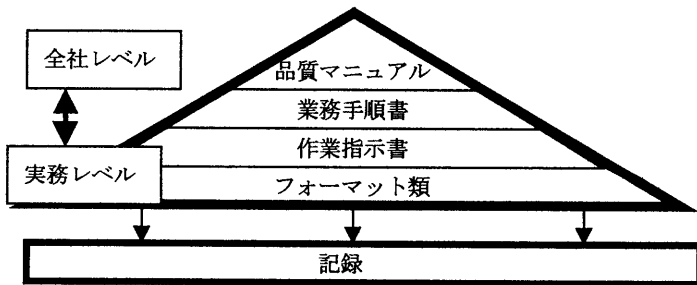 全社レベル
品質マニュアル
業務手順書
作業指示書
実務レベル
フォーマット類
記録